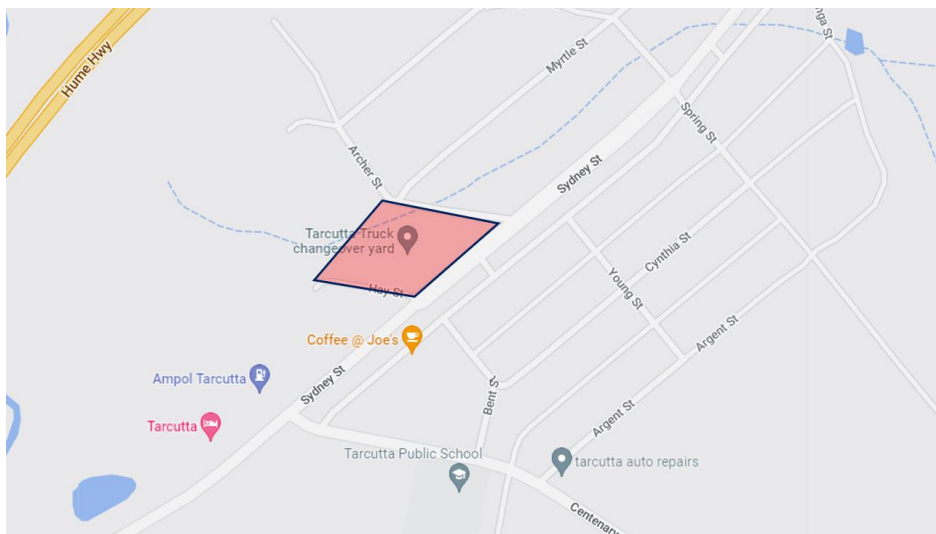 Hume Hwy
Myrtle St
nga St
Spring St
Archer St
Sydney St
Tarcutta Truck
changeover yard
Cynthia St
Hay St
Young St
Coffee @ Joe's
Argent St
Ampol Tarcutta
Sydney St
Bent S
Tarcutta
Argent St
Tarcutta Public School
tarcutta auto repairs
Centenary